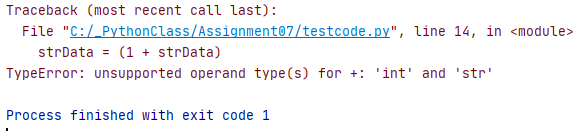 Traceback (most recent call last):
  File "C:/_PythonClass/Assignment07/testcode.py", line 14, in <module>
    strData = (1 + strData)
TypeError: unsupported operand type(s) for +: 'int' and 'str'

Process finished with exit code 1